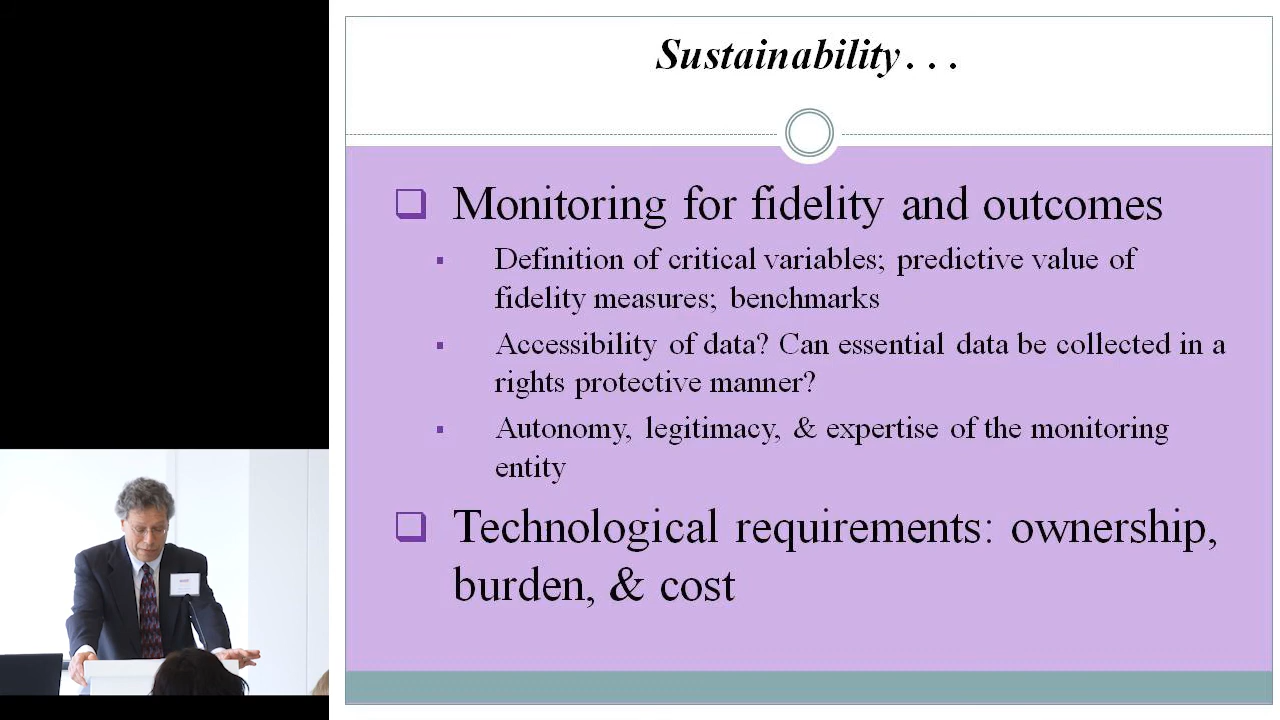 Sustainability . . .
❑ Monitoring for fidelity and outcomes
▪ Definition of critical variables; predictive value of
fidelity measures; benchmarks
▪ Accessibility of data? Can essential data be collected in a
rights protective manner?
▪ Autonomy, legitimacy, & expertise of the monitoring
entity
❑ Technological requirements: ownership,
burden, & cost